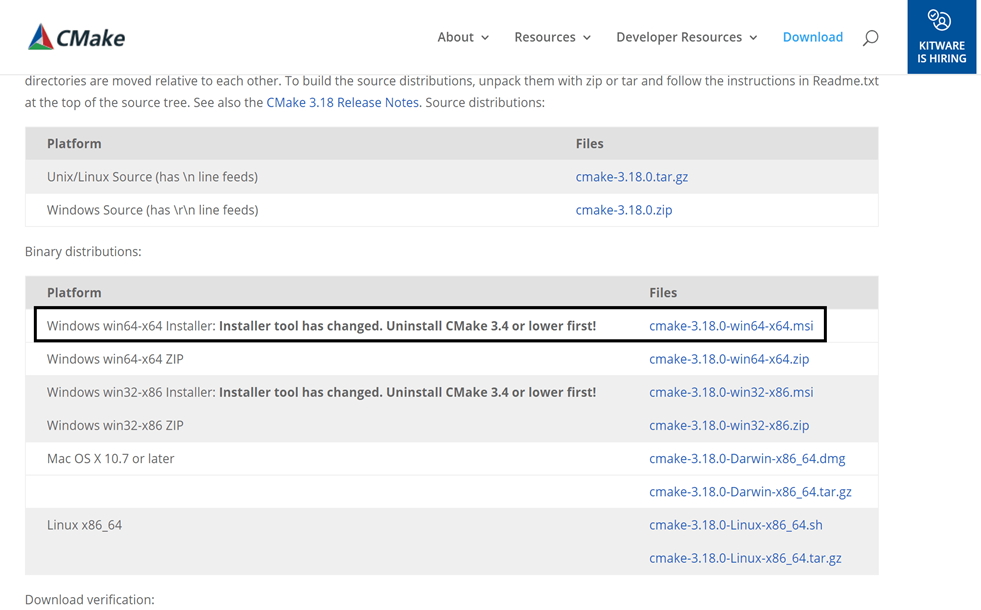 CMake
About
Resources
Developer Resources
Download
KITWARE
IS HIRING
directories are moved relative to each other. To build the source distributions, unpack them with zip or tar and follow the instructions in Readme.txt
at the top of the source tree. See also the CMake 3.18 Release Notes. Source distributions:
Platform Files
Unix/Linux Source (has \n line feeds) cmake-3.18.0.tar.gz
Windows Source (has \r\n line feeds) cmake-3.18.0.zip
Binary distributions:
Platform Files
Windows win64-x64 Installer: Installer tool has changed. Uninstall CMake 3.4 or lower first! cmake-3.18.0-win64-x64.msi
Windows win64-x64 ZIP cmake-3.18.0-win64-x64.zip
Windows win32-x86 Installer: Installer tool has changed. Uninstall CMake 3.4 or lower first! cmake-3.18.0-win32-x86.msi
Windows win32-x86 ZIP cmake-3.18.0-win32-x86.zip
Mac OS X 10.7 or later cmake-3.18.0-Darwin-x86_64.dmg
cmake-3.18.0-Darwin-x86_64.tar.gz
Linux x86_64 cmake-3.18.0-Linux-x86_64.sh
cmake-3.18.0-Linux-x86_64.tar.gz
Download verification: